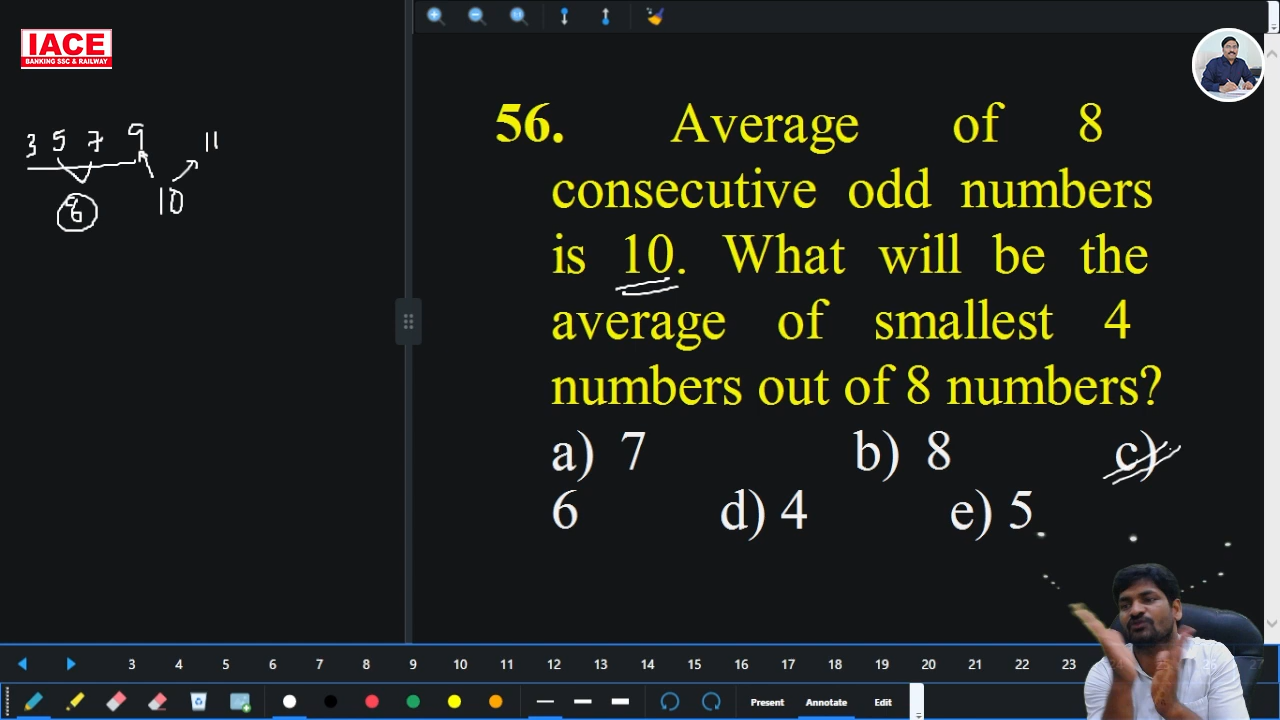 IACE
BANKING SSC & RAILWAY
3 5 7 9 11
8 10
56. Average of 8
consecutive odd numbers
is 10. What will be the
average of smallest 4
numbers out of 8 numbers?
a) 7 b) 8 c)
6 d) 4 e) 5
3 4 5 6 7 8 9 10 11 12 13 14 15 16 17 18 19 20 21 22 23 27
Present Annotate Edit